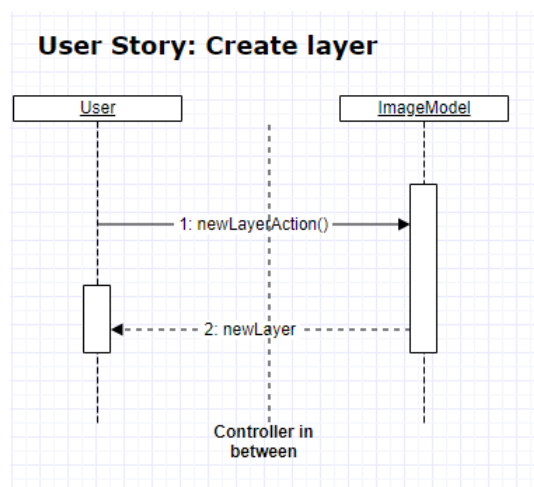 User Story: Create layer
User
ImageModel
1: newLayerAction()
2: newLayer
Controller in
between